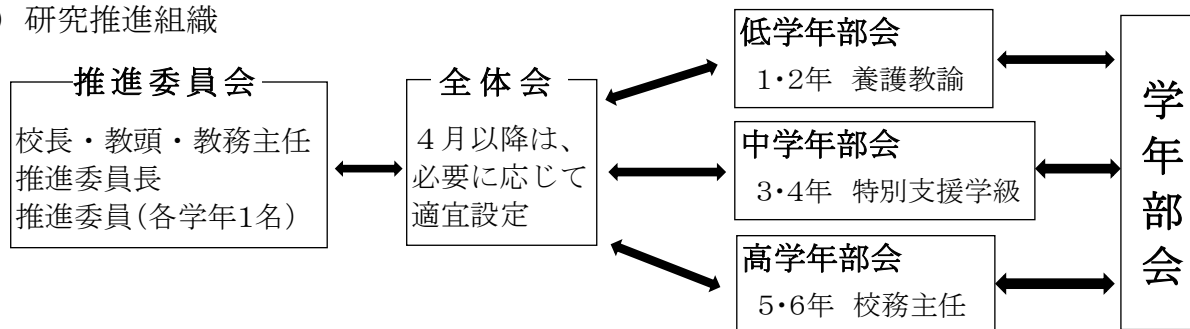 ) 研究推進組織
推進委員会
校長・教頭・教務主任
推進委員長
推進委員(各学年1名)
全体会
４月以降は、
必要に応じて
適宜設定
低学年部会
1・2年 養護教諭
中学年部会
3・4年 特別支援学級
高学年部会
5・6年 校務主任
学年部会